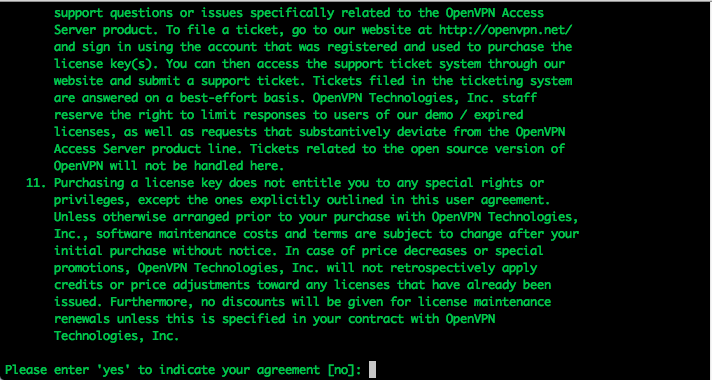 support questions or issues specifically related to the OpenVPN Access
Server product. To file a ticket, go to our website at http://openvpn.net/
and sign in using the account that was registered and used to purchase the
license key(s). You can then access the support ticket system through our
website and submit a support ticket. Tickets filed in the ticketing system
are answered on a best-effort basis. OpenVPN Technologies, Inc. staff
reserve the right to limit responses to users of our demo / expired
licenses, as well as requests that substantively deviate from the OpenVPN
Access Server product line. Tickets related to the open source version of
OpenVPN will not be handled here.
11. Purchasing a license key does not entitle you to any special rights or
privileges, except the ones explicitly outlined in this user agreement.
Unless otherwise arranged prior to your purchase with OpenVPN Technologies,
Inc., software maintenance costs and terms are subject to change after your
initial purchase without notice. In case of price decreases or special
promotions, OpenVPN Technologies, Inc. will not retrospectively apply
credits or price adjustments toward any licenses that have already been
issued. Furthermore, no discounts will be given for license maintenance
renewals unless this is specified in your contract with OpenVPN
Technologies, Inc.
Please enter 'yes' to indicate your agreement [no]: